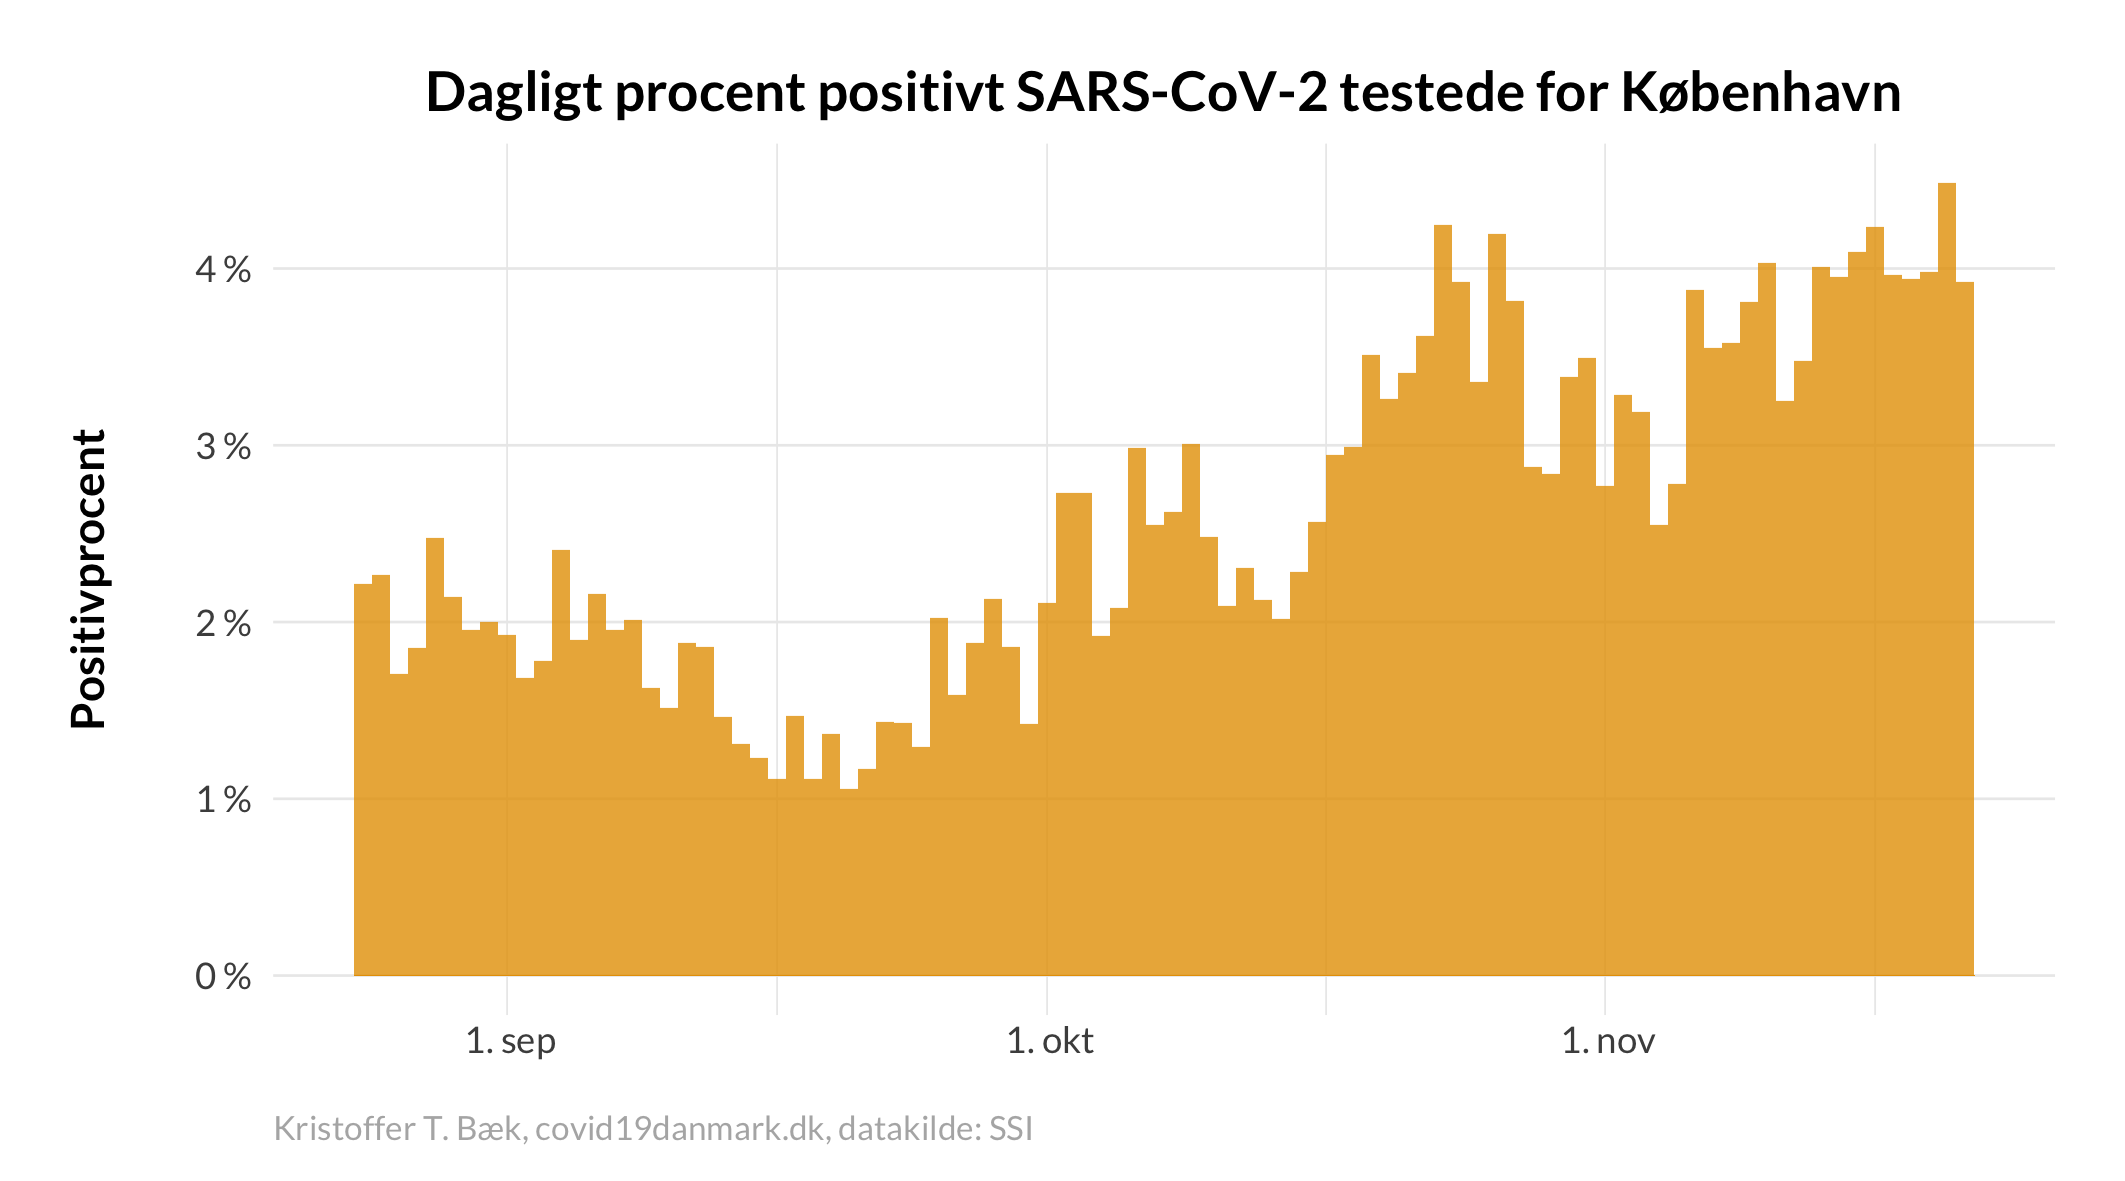 Dagligt procent positivt SARS-CoV-2 testede for København
Positivprocent
4 %
3 %
2 %
1 %
0 %
1. sep
1. okt
1. nov
Kristoffer T. Bæk, covid19danmark.dk, datakilde: SSI